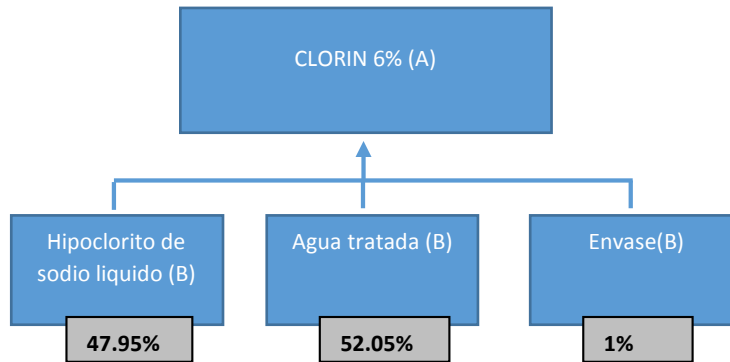 CLORIN 6% (A)
Hipoclorito de
sodio liquido (B)
47.95%
Agua tratada (B)
52.05%
Envase(B)
1%